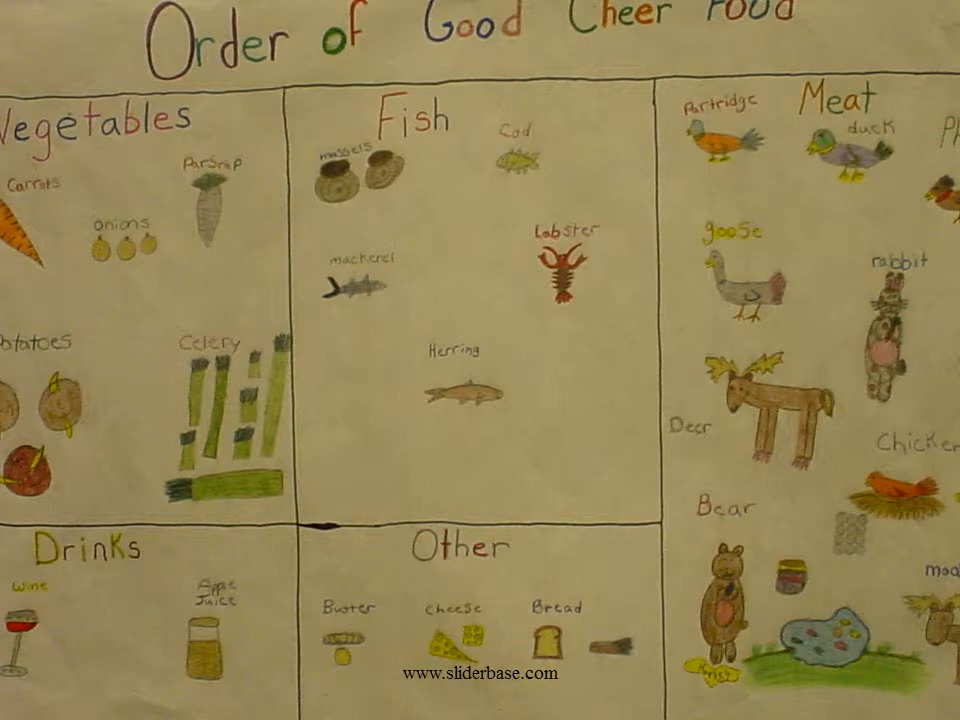 Order of Good Cheer Food
Vegetables
Carrots
Parsnip
onions
Potatoes
Celery
Fish
mussels
Cod
mackerel
Lobster
Herring
Meat
Partridge
duck
goose
rabbit
Deer
Chicken
Bear
Drinks
wine
Apple
Juice
Other
Butter
cheese
Bread
www.sliderbase.com